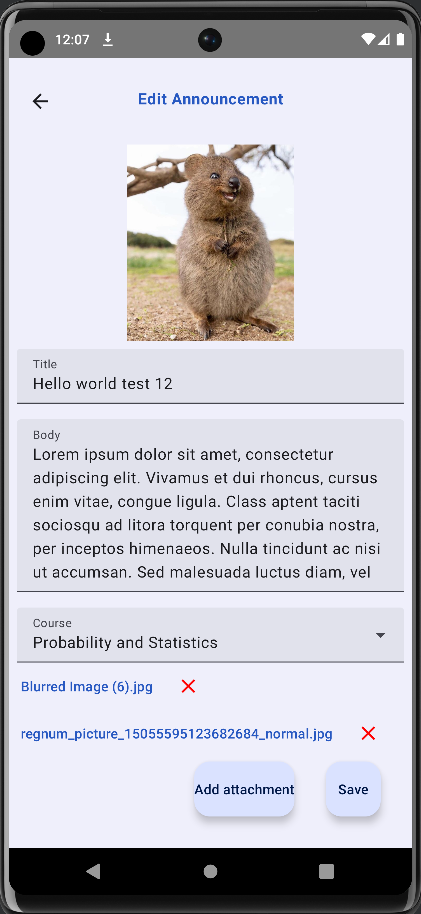 12:07
Edit Announcement
Title
Hello world test 12
Body
Lorem ipsum dolor sit amet, consectetur
adipiscing elit. Vivamus et dui rhoncus, cursus
enim vitae, congue ligula. Class aptent taciti
sociosqu ad litora torquent per conubia nostra,
per inceptos himenaeos. Nulla tincidunt ac nisi
ut accumsan. Sed malesuada luctus diam, vel
Course
Probability and Statistics
Blurred Image (6).jpg
regnum_picture_15055595123682684_normal.jpg
Add attachment
Save